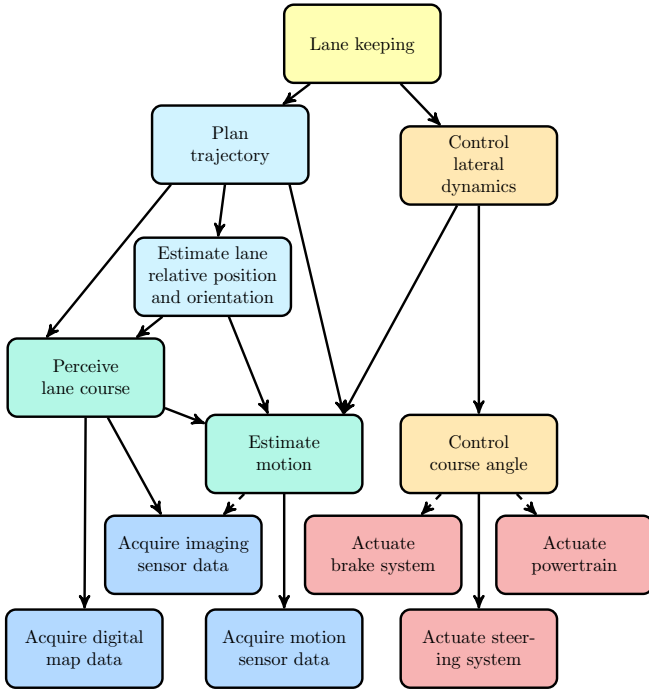 Lane keeping
Plan
trajectory
Control
lateral
dynamics
Estimate lane
relative position
and orientation
Perceive
lane course
Estimate
motion
Control
course angle
Acquire imaging
sensor data
Actuate
brake system
Actuate
powertrain
Acquire digital
map data
Acquire motion
sensor data
Actuate steer-
ing system